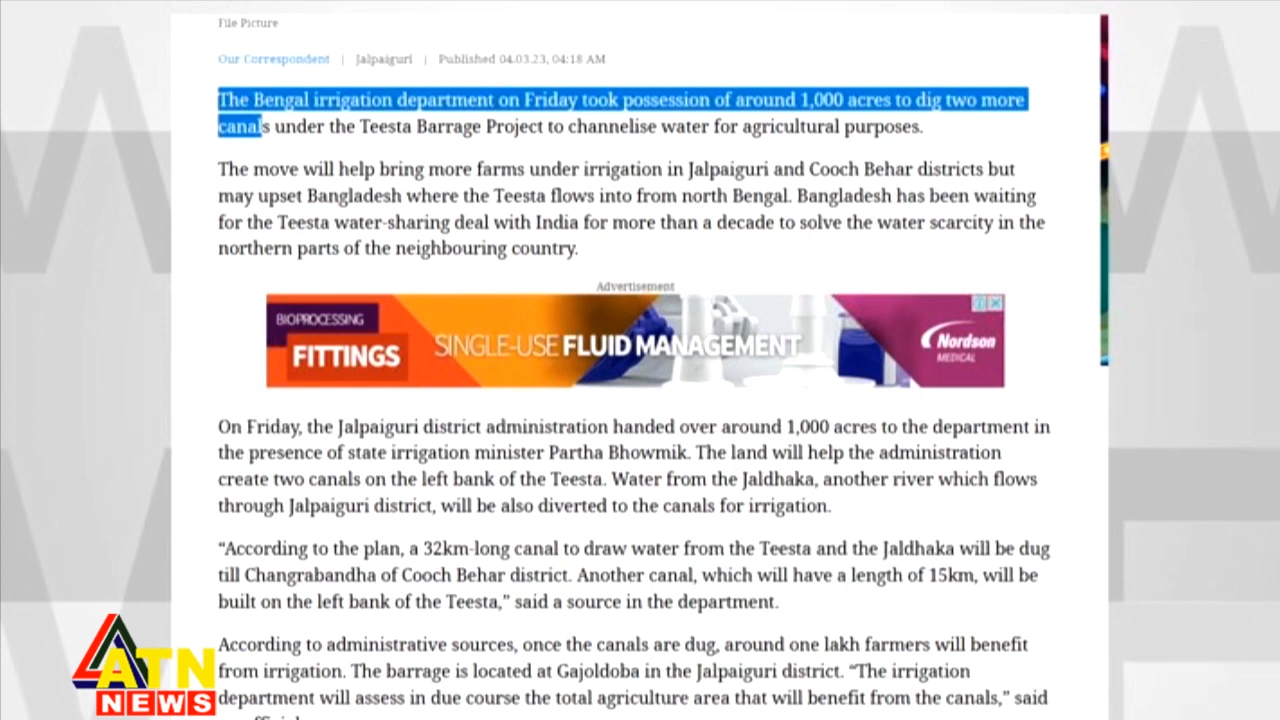 File Picture
Our Correspondent | Jalpaiguri | Published 04.03.23, 04:18 AM
The Bengal irrigation department on Friday took possession of around 1,000 acres to dig two more
canals under the Teesta Barrage Project to channelise water for agricultural purposes.
The move will help bring more farms under irrigation in Jalpaiguri and Cooch Behar districts but
may upset Bangladesh where the Teesta flows into from north Bengal. Bangladesh has been waiting
for the Teesta water-sharing deal with India for more than a decade to solve the water scarcity in the
northern parts of the neighbouring country.
Advertisement
BIOPROCESSING
FITTINGS
SINGLE-USE FLUID MANAGEMENT
Nordson
MEDICAL
On Friday, the Jalpaiguri district administration handed over around 1,000 acres to the department in
the presence of state irrigation minister Partha Bhowmik. The land will help the administration
create two canals on the left bank of the Teesta. Water from the Jaldhaka, another river which flows
through Jalpaiguri district, will be also diverted to the canals for irrigation.
“According to the plan, a 32km-long canal to draw water from the Teesta and the Jaldhaka will be dug
till Changrabandha of Cooch Behar district. Another canal, which will have a length of 15km, will be
built on the left bank of the Teesta,” said a source in the department.
According to administrative sources, once the canals are dug, around one lakh farmers will benefit
from irrigation. The barrage is located at Gajoldoba in the Jalpaiguri district. “The irrigation
department will assess in due course the total agriculture area that will benefit from the canals,” said
ATN
NEWS